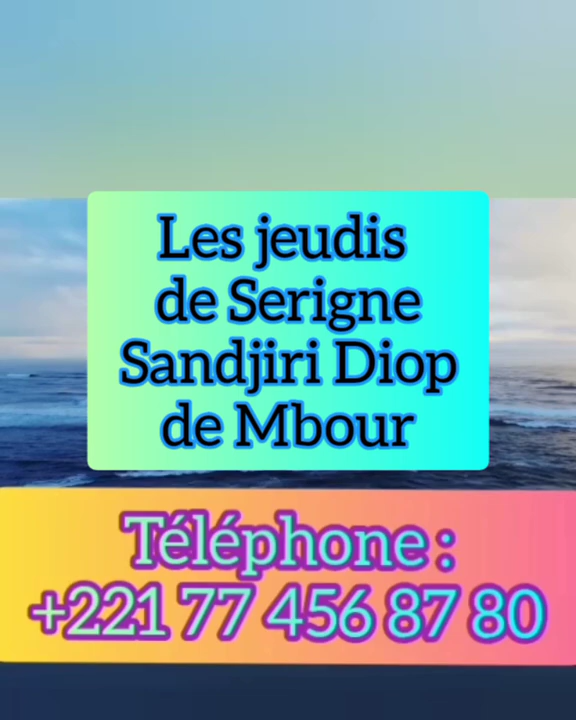 Les jeudis
de Serigne
Sandjiri Diop
de Mbour
Téléphone :
+221 77 456 87 80